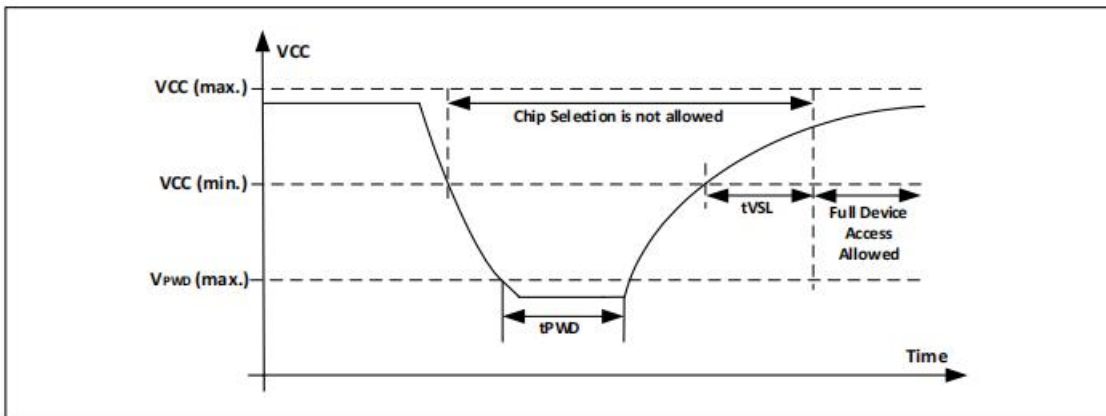 VCC
VCC (max.)
Chip Selection is not allowed
VCC (min.)
tVSL
Full Device
Access
Allowed
VPWD (max.)
tPWD
Time